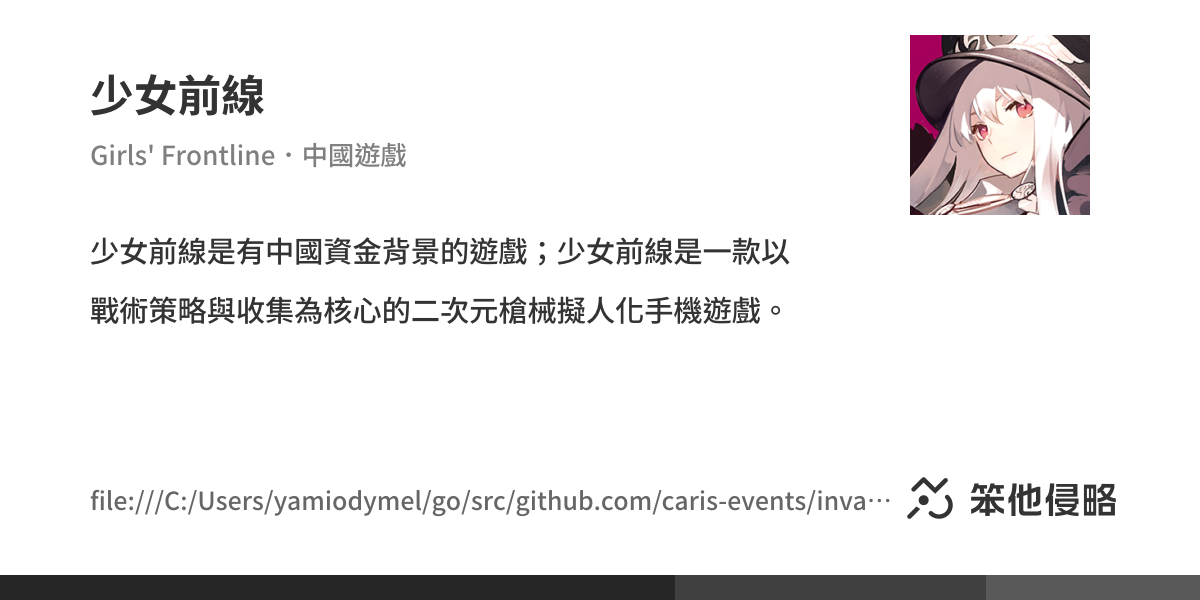 少女前線
Girls' Frontline・中國遊戲
少女前線是有中國資金背景的遊戲；少女前線是一款以
戰術策略與收集為核心的二次元槍械擬人化手機遊戲。
file:///C:/Users/yamiodymel/go/src/github.com/caris-events/inva…
笨他侵略